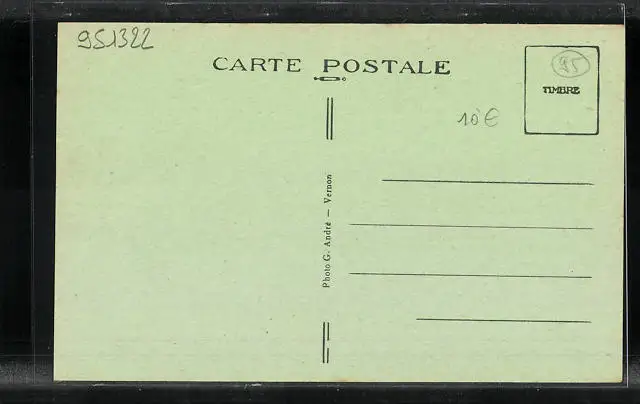 951322
CARTE POSTALE
95
TIMBRE
10€
Photo G. André — Vernon